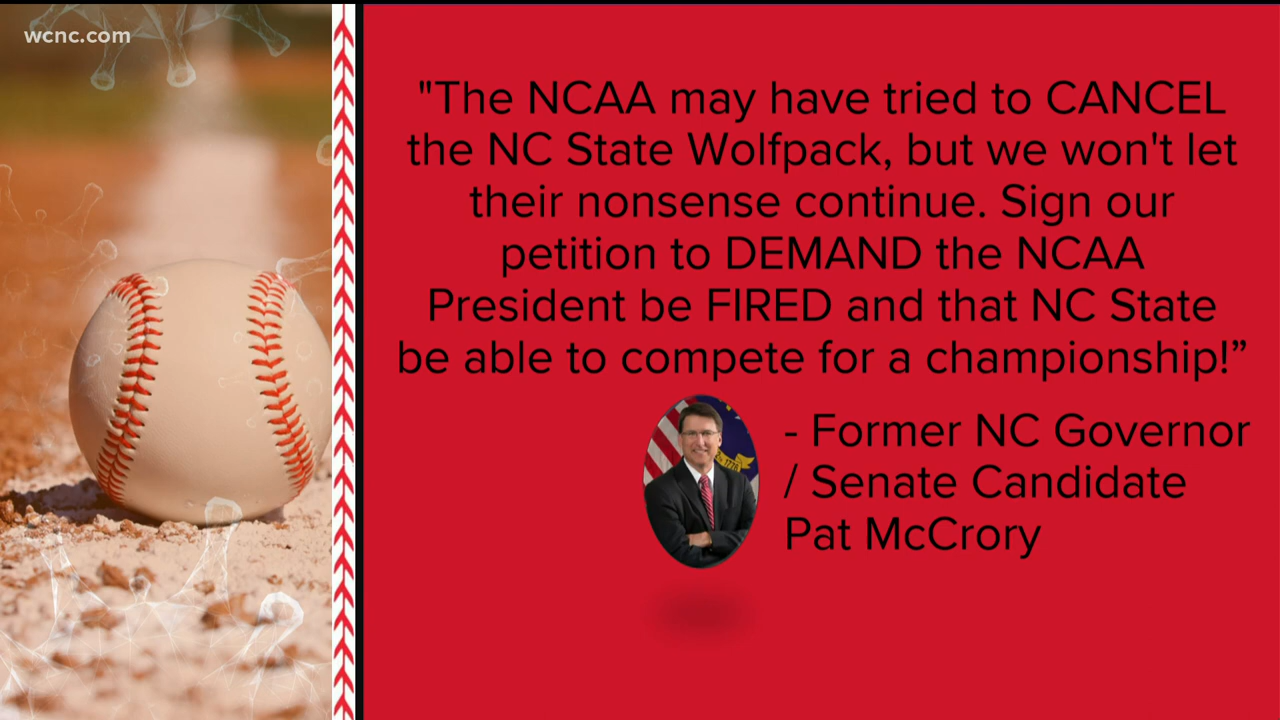 wcnc.com
"The NCAA may have tried to CANCEL
the NC State Wolfpack, but we won't let
their nonsense continue. Sign our
petition to DEMAND the NCAA
President be FIRED and that NC State
be able to compete for a championship!”
- Former NC Governor
/ Senate Candidate
Pat McCrory